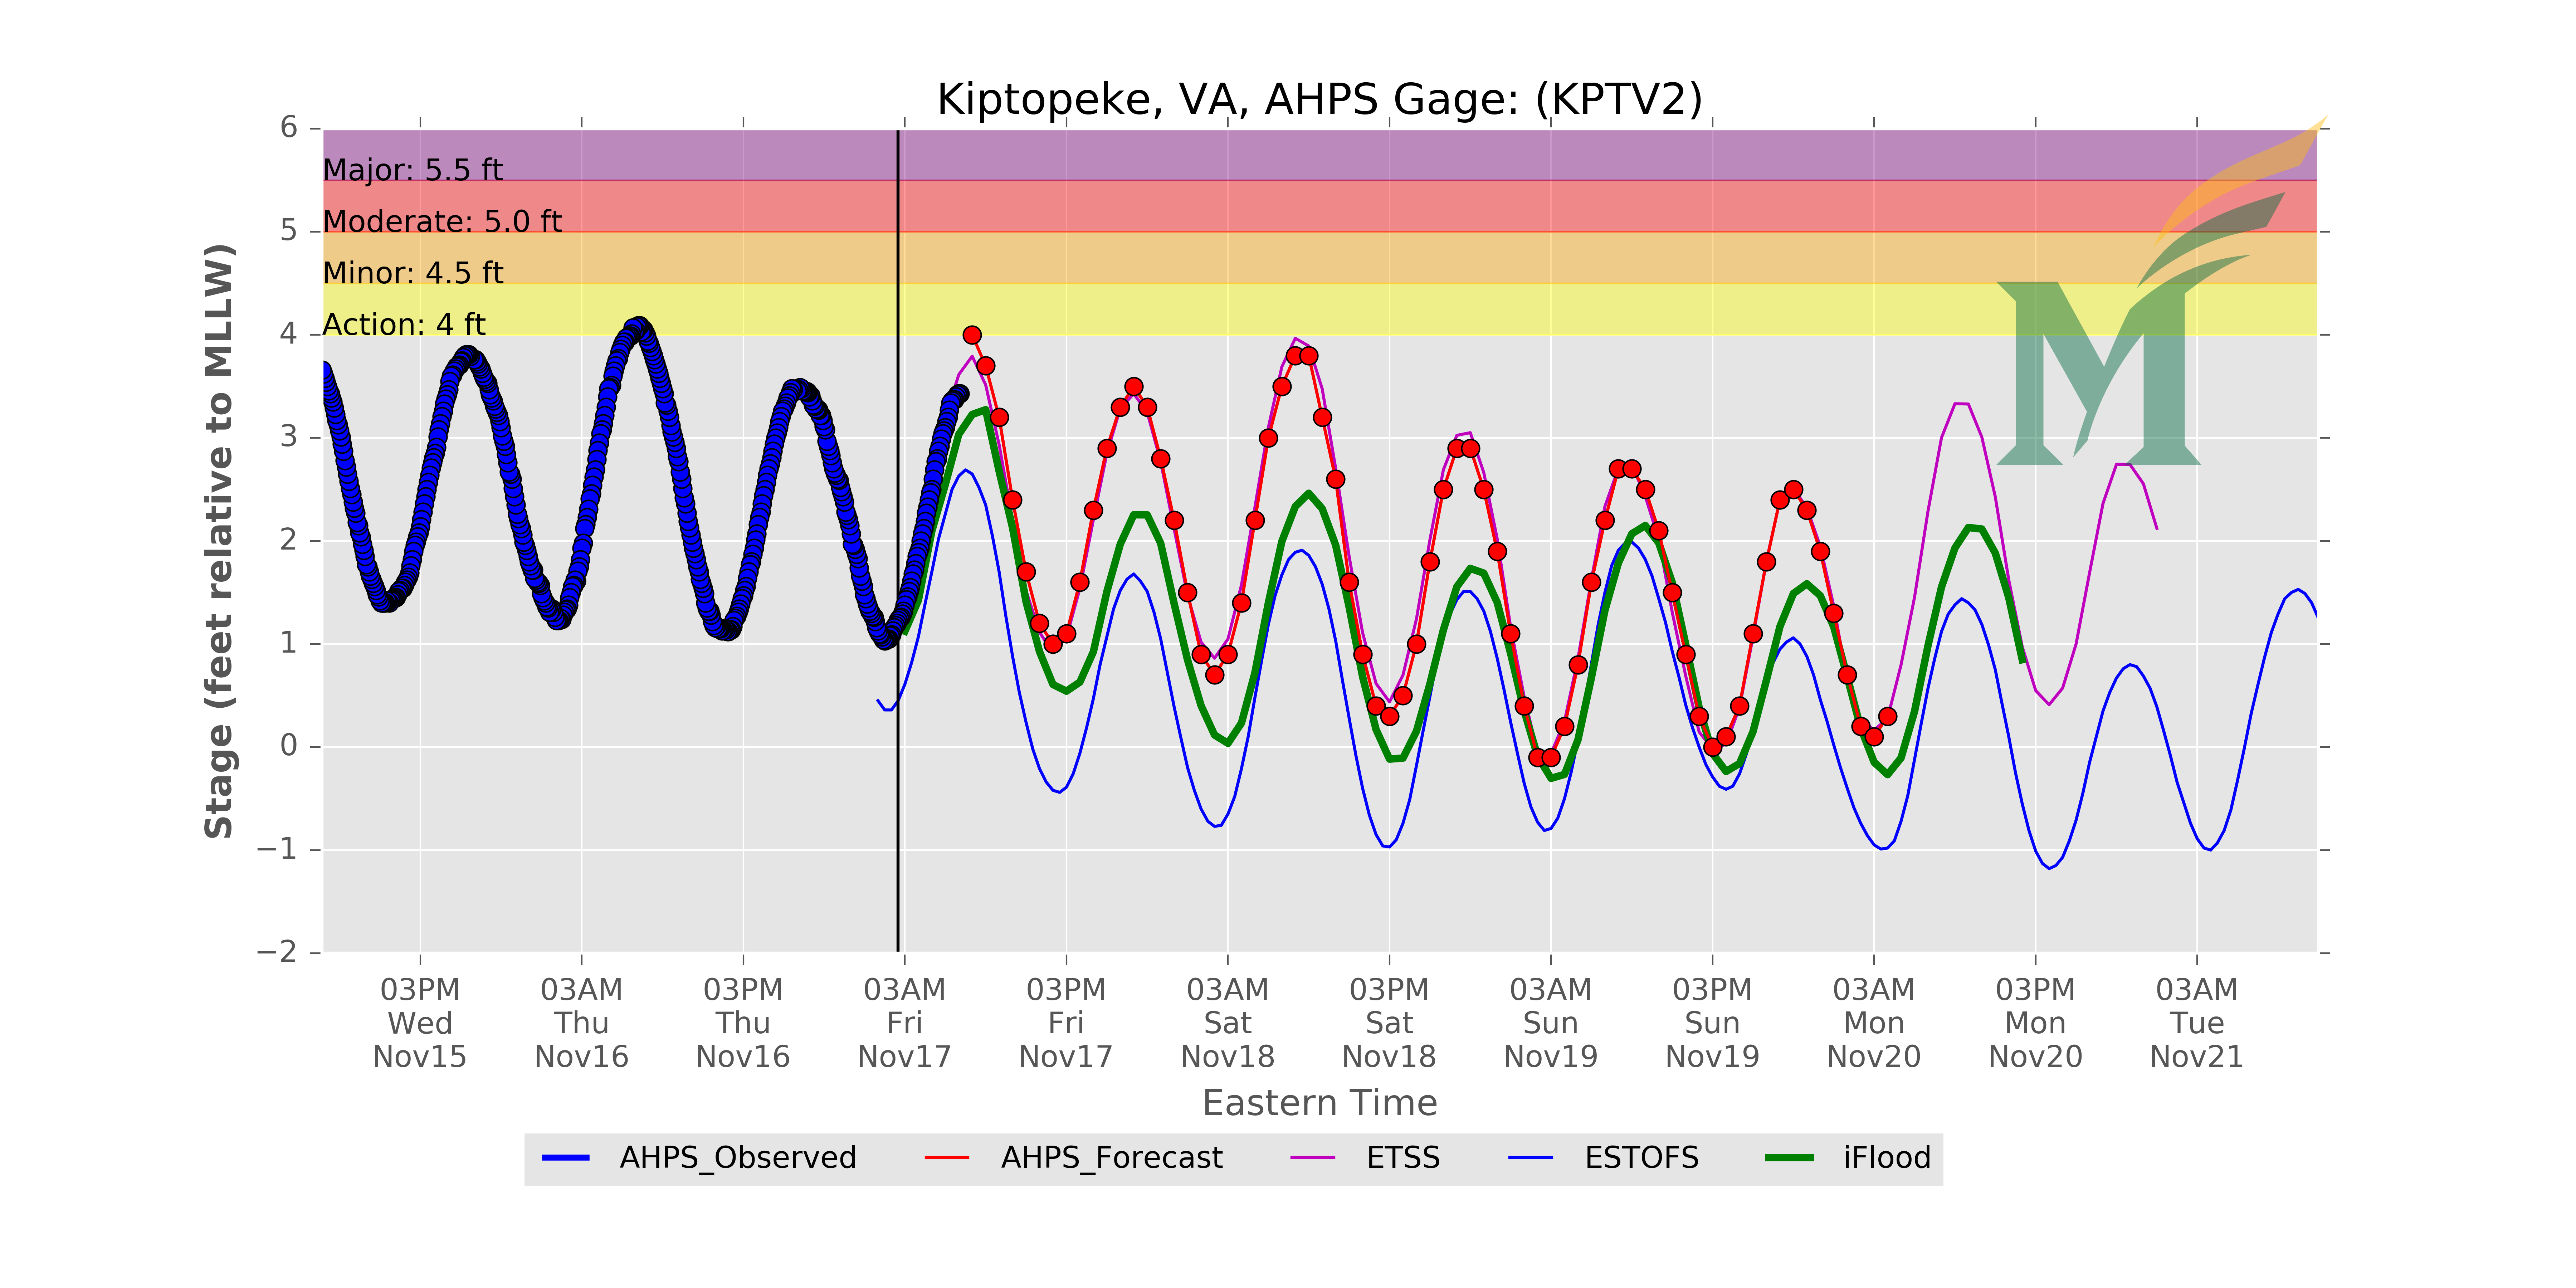 Kiptopeke, VA, AHPS Gage: (KPTV2)
Stage (feet relative to MLLW)
6
5
4
3
2
1
0
−1
−2
Major: 5.5 ft
Moderate: 5.0 ft
Minor: 4.5 ft
Action: 4 ft
M
03PM 03AM 03PM 03AM 03PM 03AM 03PM 03AM 03PM 03AM 03PM 03AM
Wed Thu Thu Fri Fri Sat Sat Sun Sun Mon Mon Tue
Nov15 Nov16 Nov16 Nov17 Nov17 Nov18 Nov18 Nov19 Nov19 Nov20 Nov20 Nov21
Eastern Time
AHPS_Observed AHPS_Forecast ETSS ESTOFS iFlood